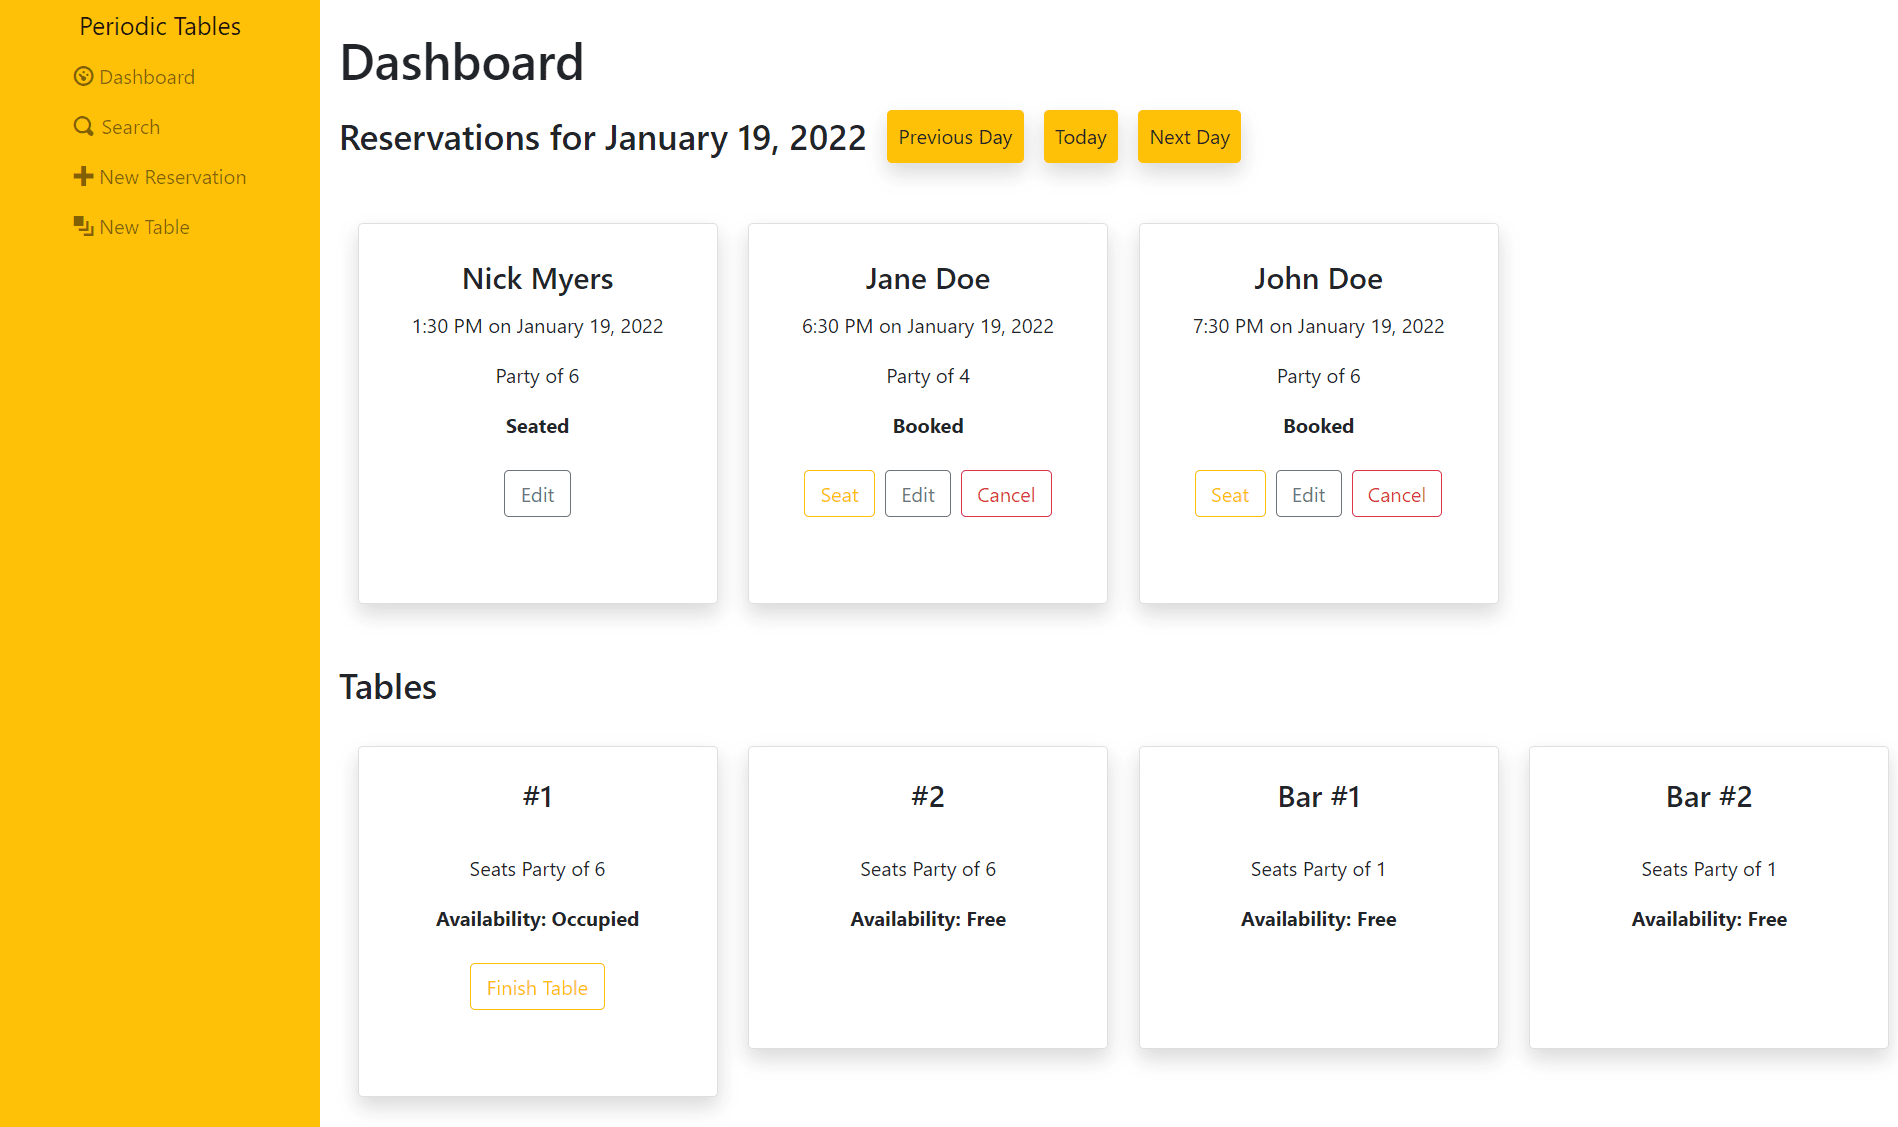 Periodic Tables
Dashboard
Search
New Reservation
New Table
Dashboard
Reservations for January 19, 2022 Previous Day Today Next Day
Nick Myers
1:30 PM on January 19, 2022
Party of 6
Seated
Edit
Jane Doe
6:30 PM on January 19, 2022
Party of 4
Booked
Seat Edit Cancel
John Doe
7:30 PM on January 19, 2022
Party of 6
Booked
Seat Edit Cancel
Tables
#1
Seats Party of 6
Availability: Occupied
Finish Table
#2
Seats Party of 6
Availability: Free
Bar #1
Seats Party of 1
Availability: Free
Bar #2
Seats Party of 1
Availability: Free